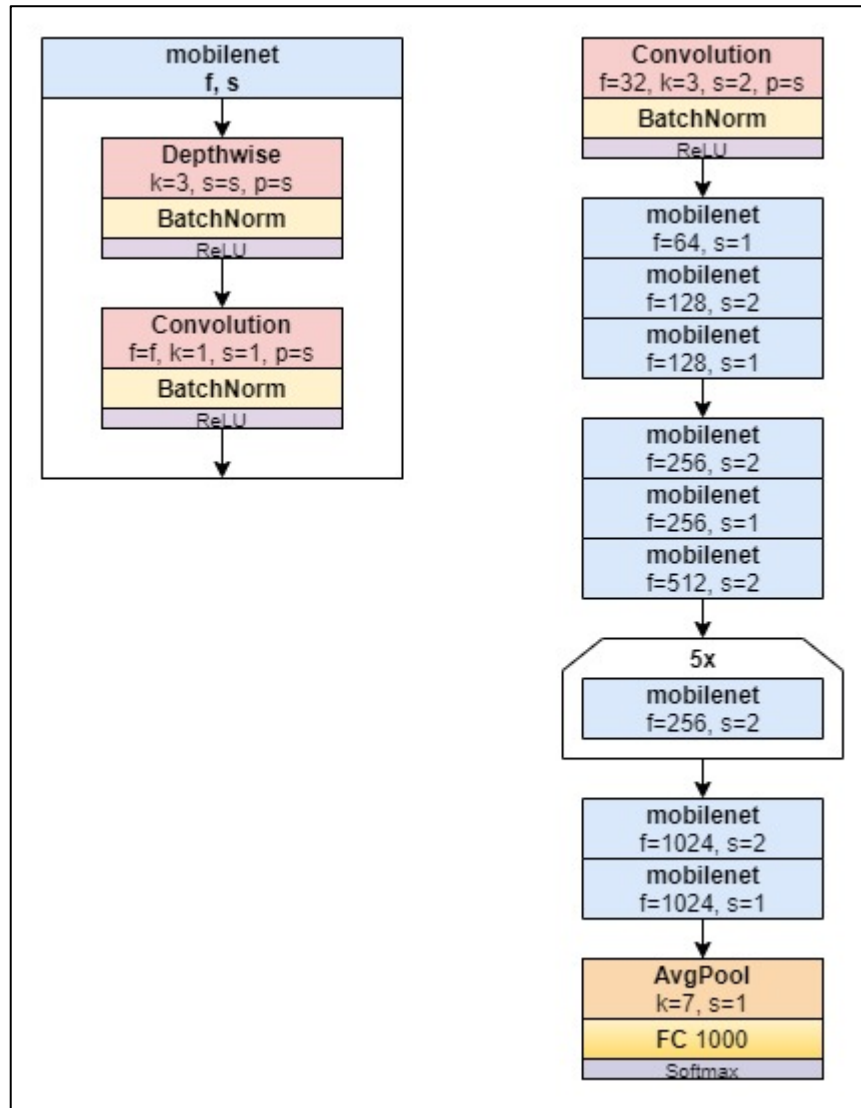 mobilenet
f, s
Depthwise
k=3, s=s, p=s
BatchNorm
ReLU
Convolution
f=f, k=1, s=1, p=s
BatchNorm
ReLU
Convolution
f=32, k=3, s=2, p=s
BatchNorm
ReLU
mobilenet
f=64, s=1
mobilenet
f=128, s=2
mobilenet
f=128, s=1
mobilenet
f=256, s=2
mobilenet
f=256, s=1
mobilenet
f=512, s=2
5x
mobilenet
f=256, s=2
mobilenet
f=1024, s=2
mobilenet
f=1024, s=1
AvgPool
k=7, s=1
FC 1000
Softmax